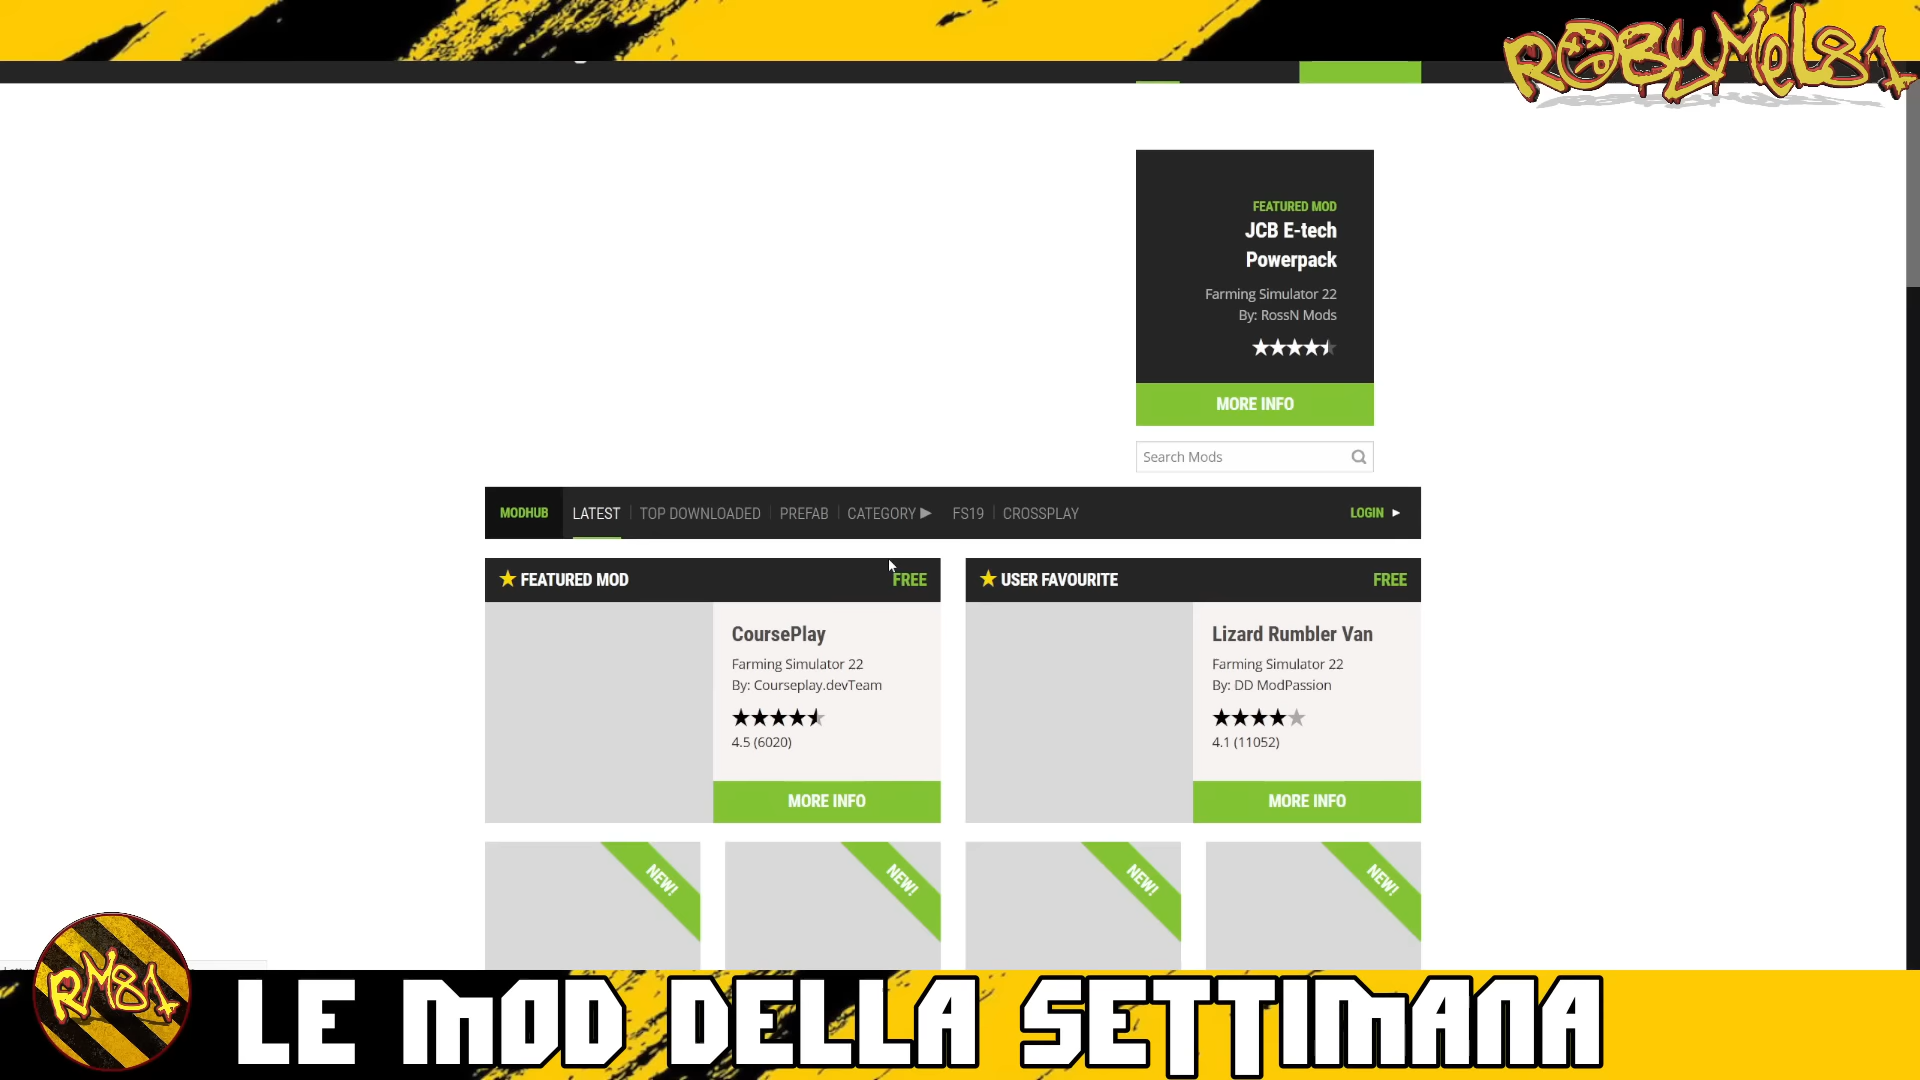 RobyMel81
FEATURED MOD
JCB E-tech
Powerpack
Farming Simulator 22
By: RossN Mods
MORE INFO
Search Mods
MODHUB LATEST TOP DOWNLOADED PREFAB CATEGORY ▶ FS19 CROSSPLAY LOGIN ►
FEATURED MOD FREE
CoursePlay
Farming Simulator 22
By: Courseplay.devTeam
4.5 (6020)
MORE INFO
USER FAVOURITE FREE
Lizard Rumbler Van
Farming Simulator 22
By: DD ModPassion
4.1 (11052)
MORE INFO
NEW! NEW! NEW! NEW!
RM81
LE MOD DELLA SETTIMANA